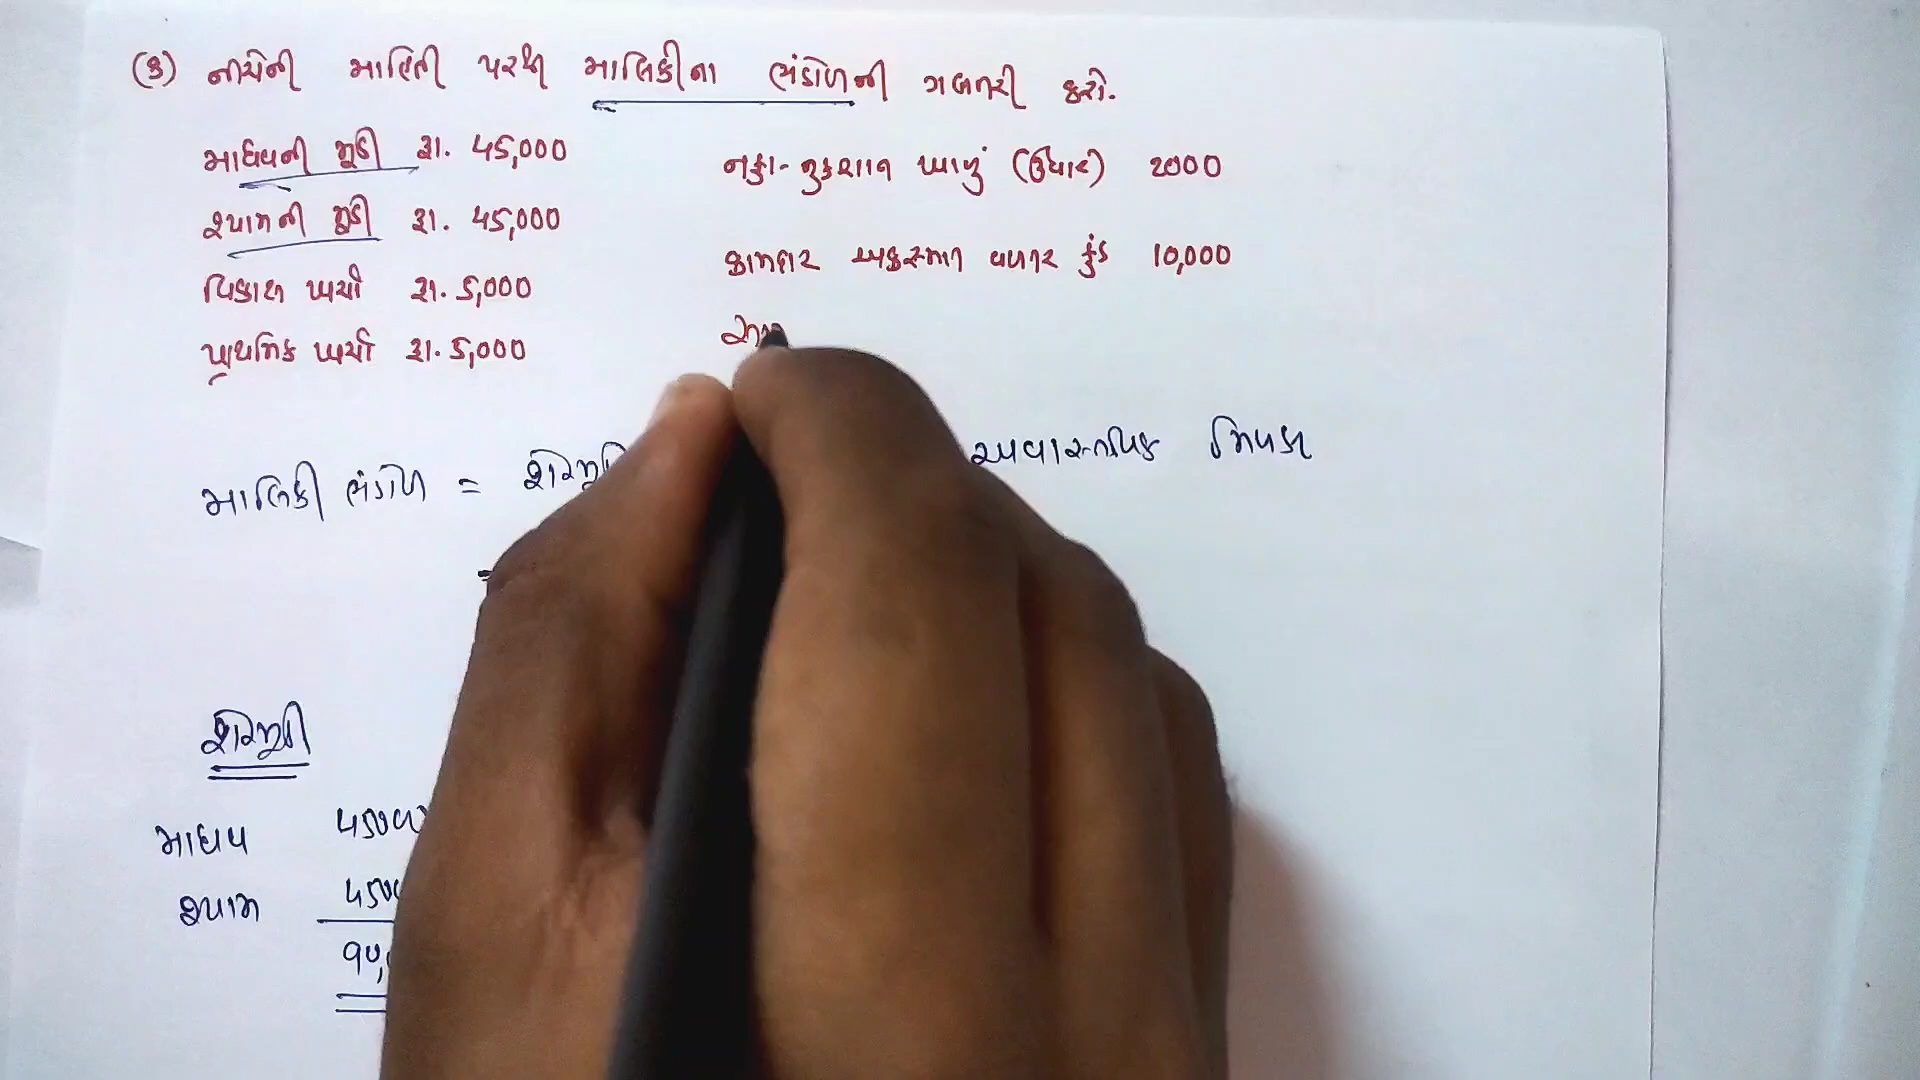 (૩) નીચેની માહિતી પરથી માલિકીના ભંડોળની ગણતરી કરો.
માધવની મૂડી રૂા. 45,000
શ્યામની મૂડી રૂા. 45,000
વિકાસ ખર્ચા રૂા. 5,000
પ્રાથમિક ખર્ચા રૂા. 5,000
નફા-નુકશાન ખાતું (ઉધાર) 2000
કામદાર અકસ્માત વળતર ફંડ 10,000
માલિકી ભંડોળ =
અવાસ્તવિક મિલકત
શેરમૂડી
માધવ
શ્યામ